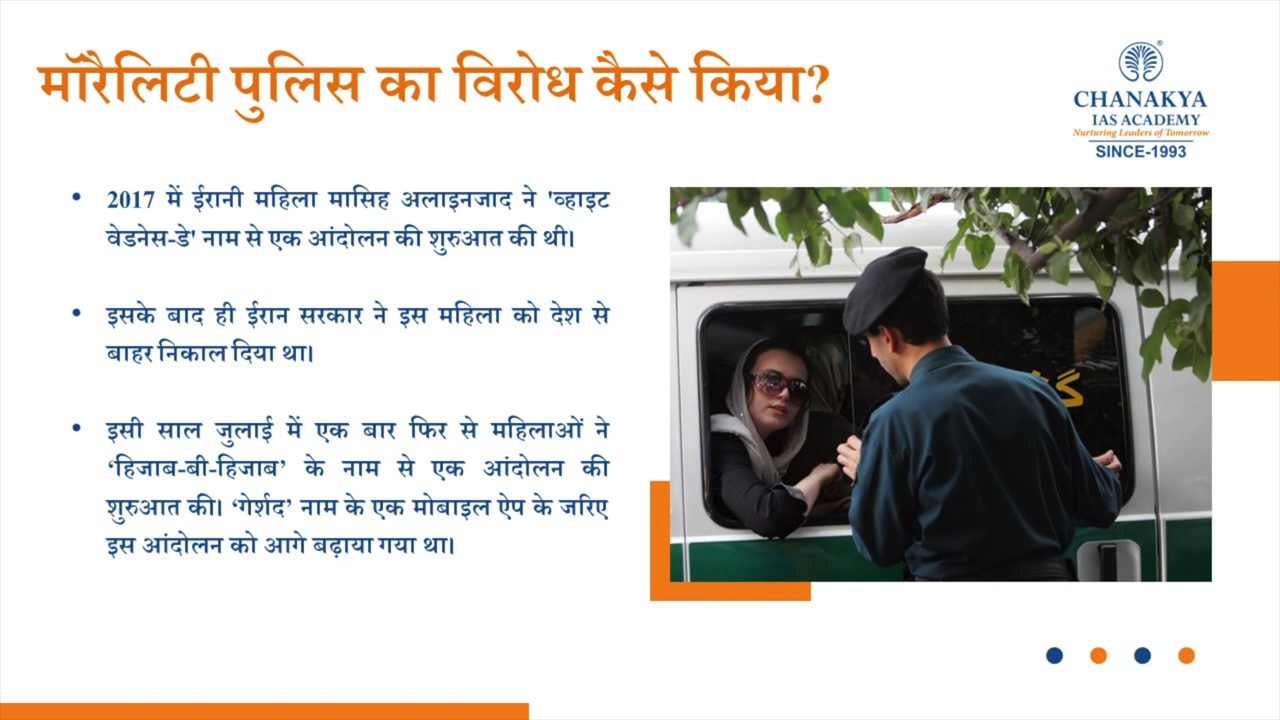 मॉरैलिटी पुलिस का विरोध कैसे किया?
CHANAKYA
IAS ACADEMY
Nurturing Leaders of Tomorrow
SINCE-1993
• 2017 में ईरानी महिला मासिह अलाइनजाद ने 'व्हाइट
वेडनेस-डे' नाम से एक आंदोलन की शुरुआत की थी।
• इसके बाद ही ईरान सरकार ने इस महिला को देश से
बाहर निकाल दिया था।
• इसी साल जुलाई में एक बार फिर से महिलाओं ने
‘हिजाब-बी-हिजाब’ के नाम से एक आंदोलन की
शुरुआत की। ‘गेर्शद’ नाम के एक मोबाइल ऐप के जरिए
इस आंदोलन को आगे बढ़ाया गया था।